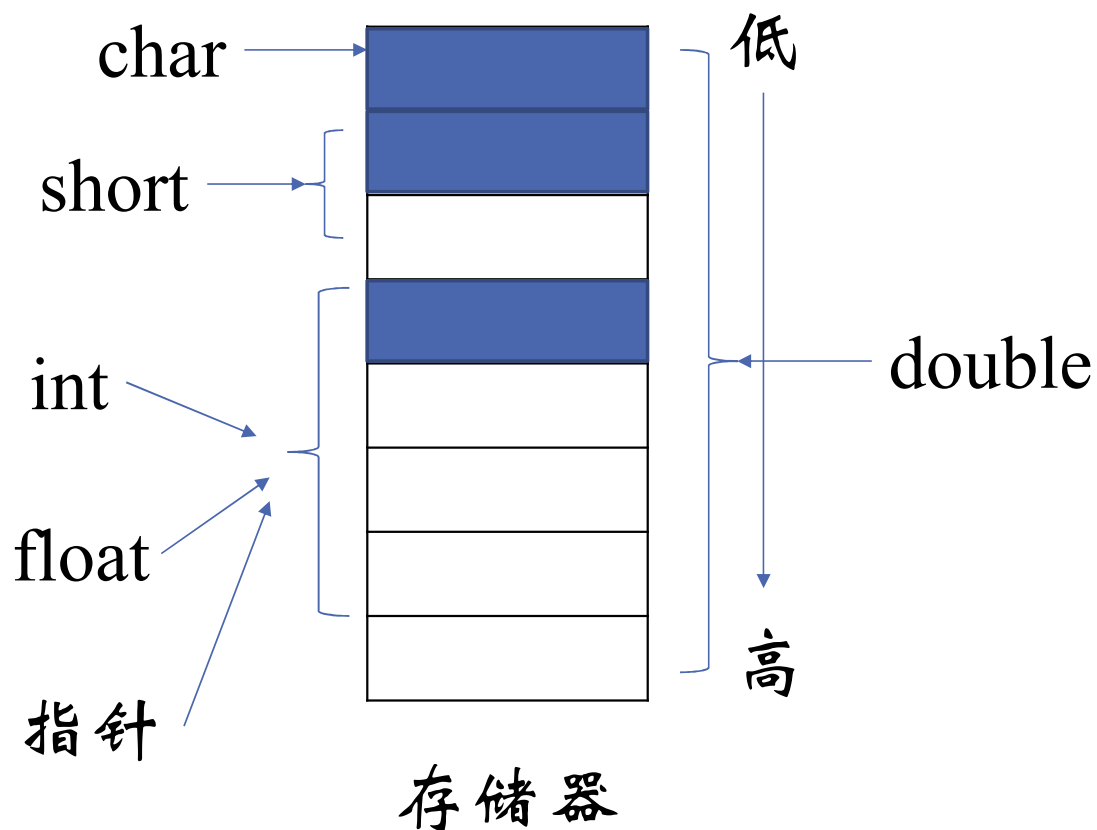 char
低
short
int
double
float
高
指针
存储器